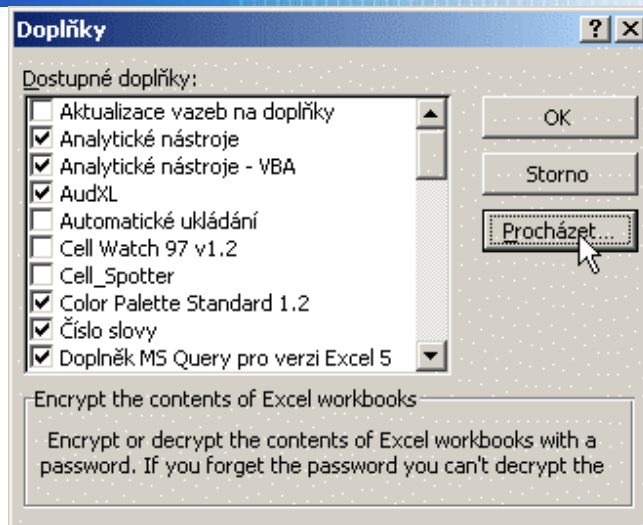 Doplňky
Dostupné doplňky:
Aktualizace vazeb na doplňky
Analytické nástroje
Analytické nástroje - VBA
AudXL
Automatické ukládání
Cell Watch 97 v1.2
Cell_Spotter
Color Palette Standard 1.2
Číslo slovy
Doplněk MS Query pro verzi Excel 5
OK
Storno
Procházet...
Encrypt the contents of Excel workbooks
Encrypt or decrypt the contents of Excel workbooks with a
password. If you forget the password you can't decrypt the